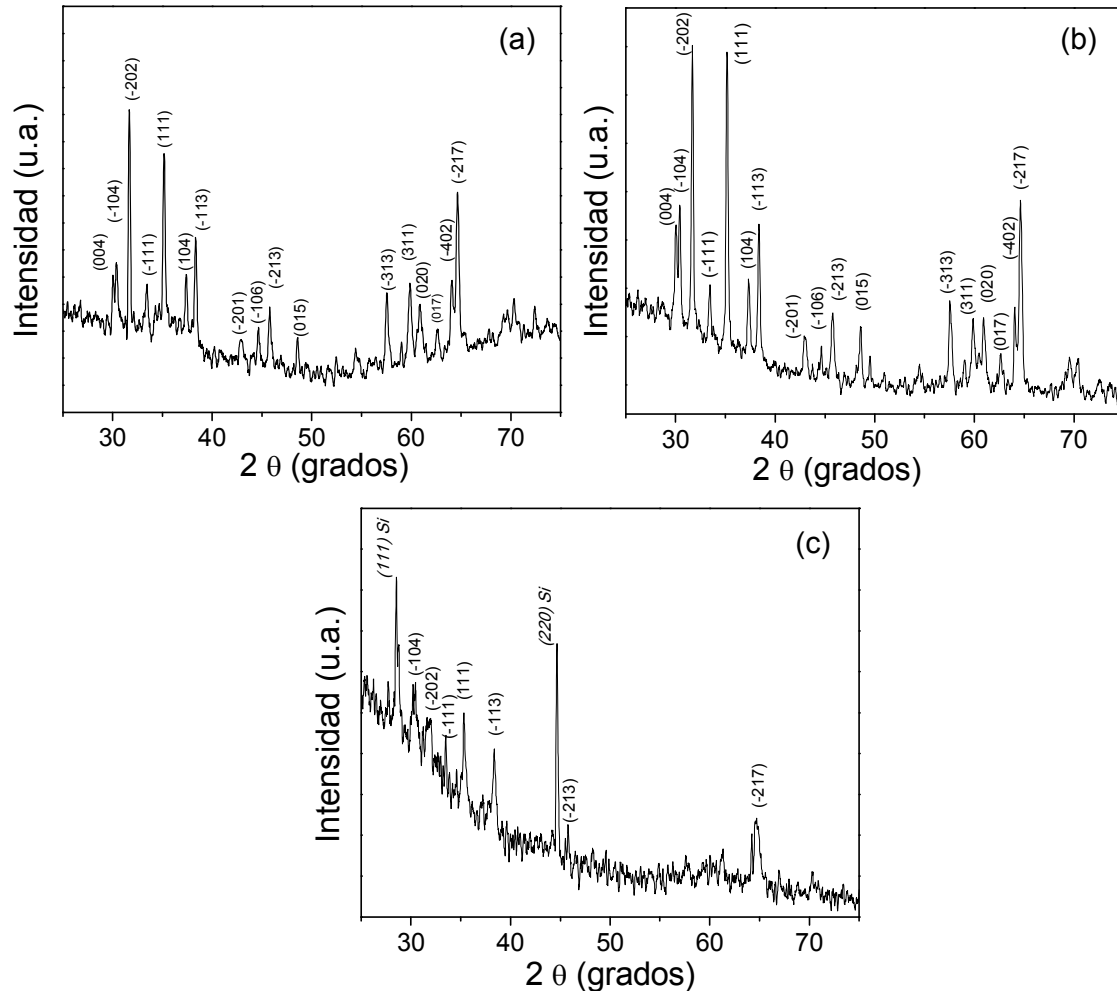 (a)
Intensidad (u.a.)
(004)
(-104)
(-202)
(-111)
(111)
(104)
(-113)
(-201)
(-106)
(-213)
(015)
(-313)
(311)
(020)
(017)
(-402)
(-217)
30 40 50 60 70
2 θ (grados)
(b)
Intensidad (u.a.)
(004)
(-104)
(-202)
(-111)
(111)
(104)
(-113)
(-201)
(-106)
(-213)
(015)
(-313)
(311)
(020)
(017)
(-402)
(-217)
30 40 50 60 70
2 θ (grados)
(c)
Intensidad (u.a.)
(111) Si
(-104)
(-202)
(-111)
(111)
(-113)
(220) Si
(-213)
(-217)
30 40 50 60 70
2 θ (grados)